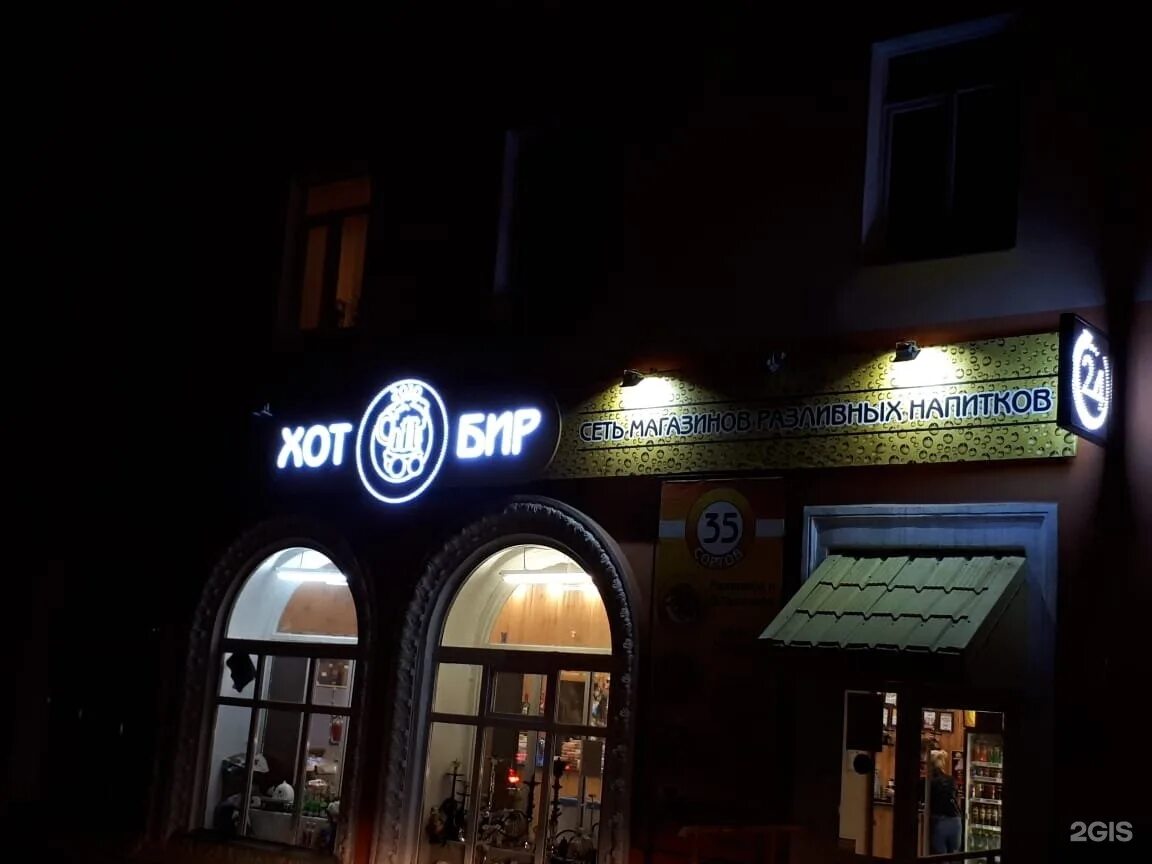 ХОТ БИР
СЕТЬ МАГАЗИНОВ РАЗЛИВНЫХ НАПИТКОВ
24
35
СОРТОВ
2GIS